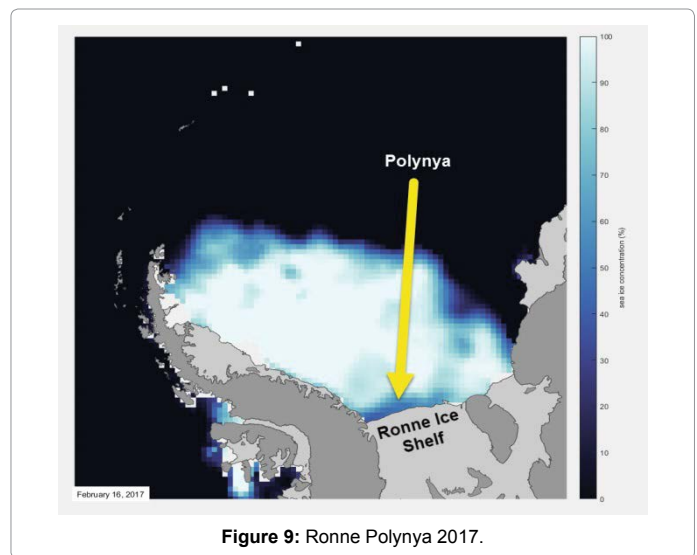 100
90
80
70
60
50
40
30
20
10
0
sea ice concentration (%)
Polynya
Ronne Ice
Shelf
February 16, 2017
Figure 9: Ronne Polynya 2017.